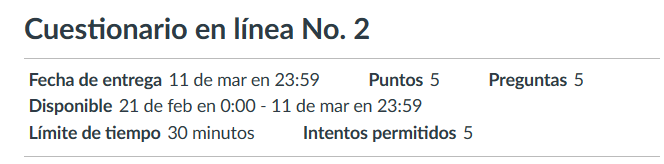 Cuestionario en línea No. 2
Fecha de entrega 11 de mar en 23:59 Puntos 5 Preguntas 5
Disponible 21 de feb en 0:00 - 11 de mar en 23:59
Límite de tiempo 30 minutos Intentos permitidos 5